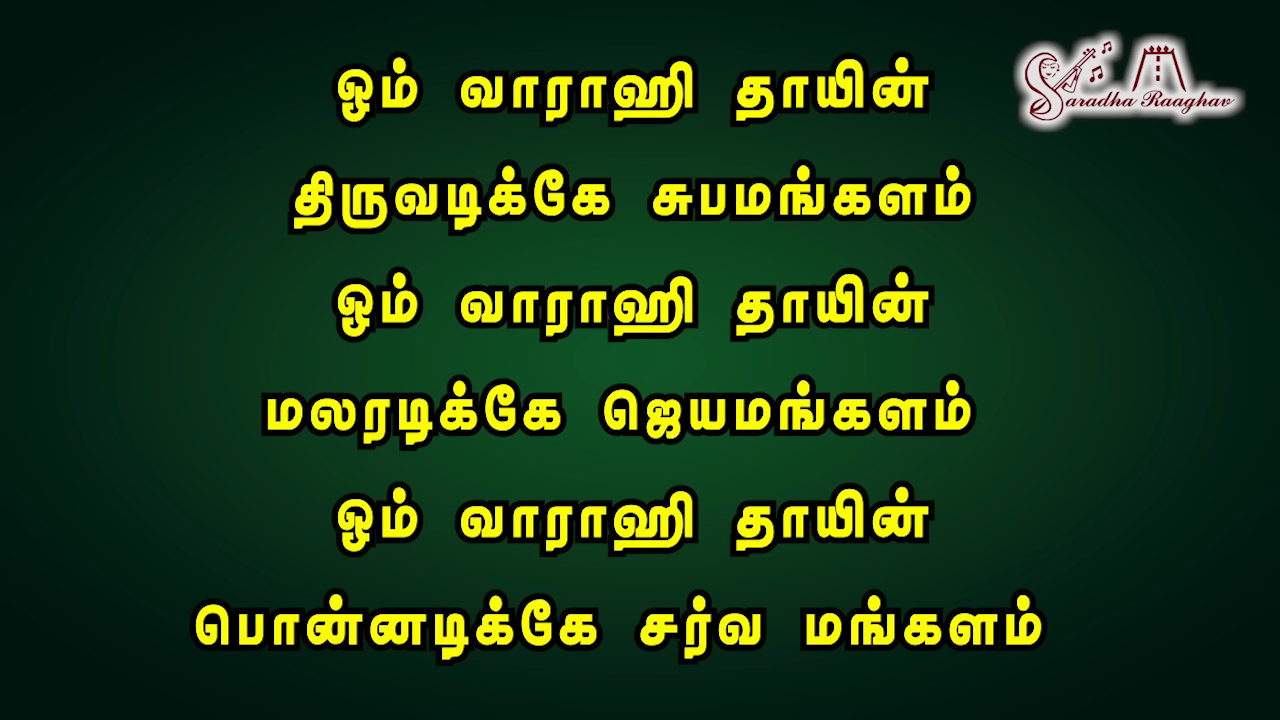 ஓம் வாராஹி தாயின்
திருவடிக்கே சுபமங்களம்
ஓம் வாராஹி தாயின்
மலரடிக்கே ஜெயமங்களம்
ஓம் வாராஹி தாயின்
பொன்னடிக்கே சர்வ மங்களம்
Saradha Raaghav